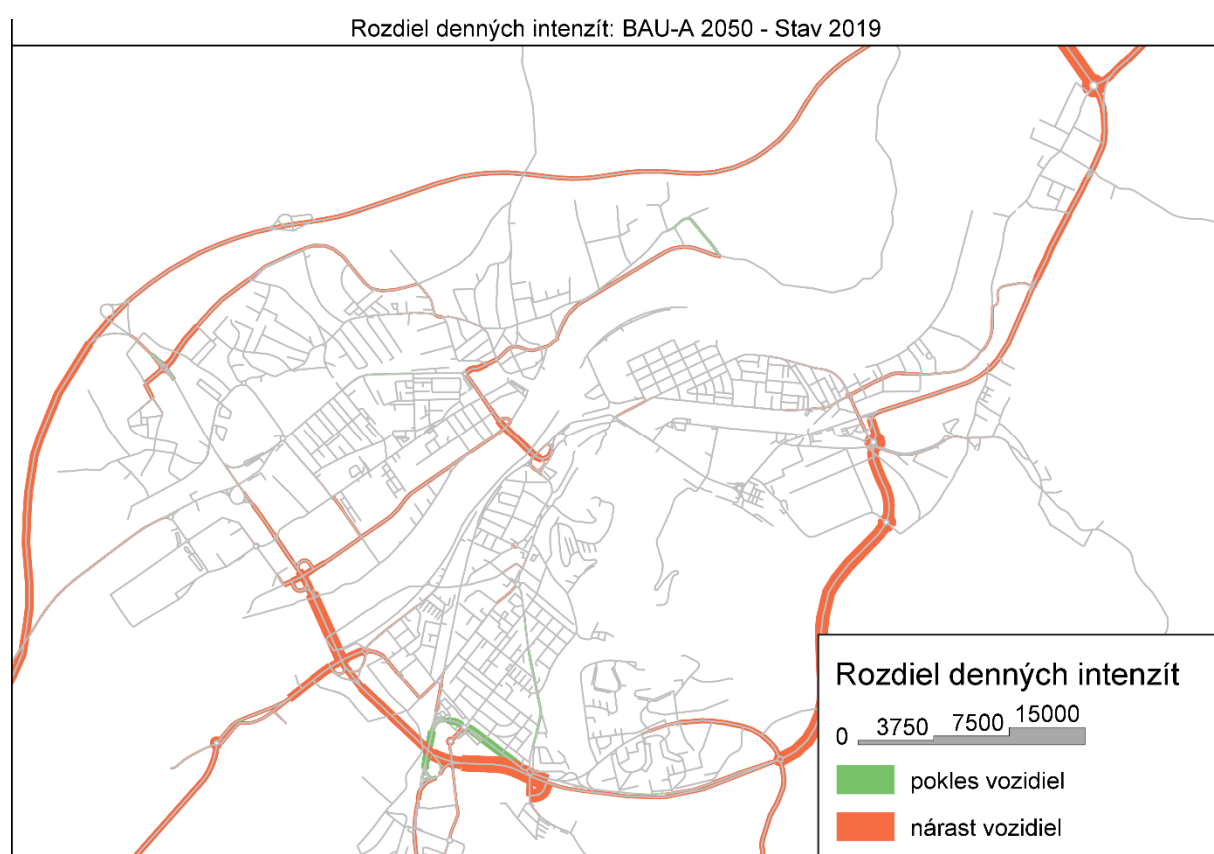 Rozdiel denných intenzít: BAU-A 2050 - Stav 2019
Rozdiel denných intenzít
0 3750 7500 15000
pokles vozidiel
nárast vozidiel